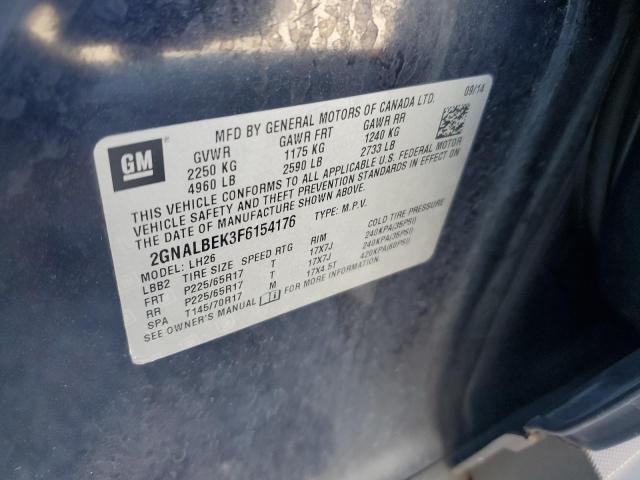 GM
MFD BY GENERAL MOTORS OF CANADA LTD. 09/14
GVWR GAWR FRT GAWR RR
2250 KG 1175 KG 1240 KG
4960 LB 2590 LB 2733 LB
THIS VEHICLE CONFORMS TO ALL APPLICABLE U.S. FEDERAL MOTOR
VEHICLE SAFETY AND THEFT PREVENTION STANDARDS IN EFFECT ON
THE DATE OF MANUFACTURE SHOWN ABOVE.
2GNALBEK3F6154176 TYPE: M.P.V.
MODEL: LH26
LBB2 TIRE SIZE SPEED RTG RIM COLD TIRE PRESSURE
FRT P225/65R17 T 17X7J 240KPA(35PSI)
RR P225/65R17 T 17X7J 240KPA(35PSI)
SPA T145/70R17 M 17X4.5T 420KPA(60PSI)
SEE OWNER'S MANUAL FOR MORE INFORMATION.